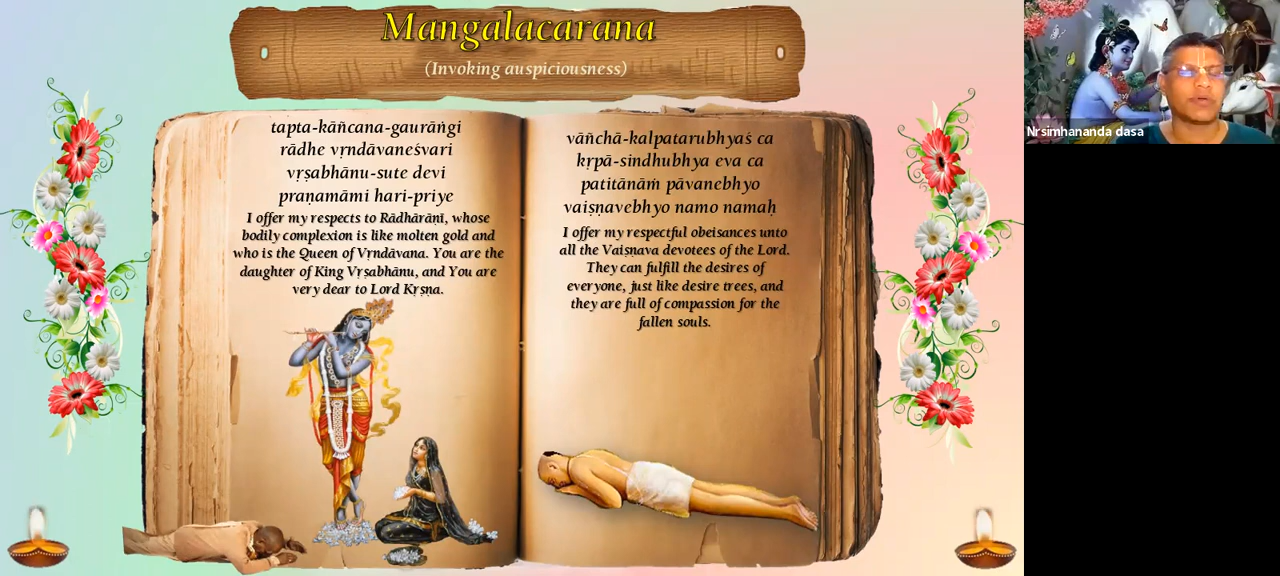 Mangalacarana
(Invoking auspiciousness)
tapta-kāñcana-gaurāṅgi
rādhe vṛndāvaneśvari
vṛṣabhānu-sute devi
praṇamāmi hari-priye
I offer my respects to Rādhārāṇī, whose
bodily complexion is like molten gold and
who is the Queen of Vṛndāvana. You are the
daughter of King Vṛṣabhānu, and You are
very dear to Lord Kṛṣṇa.
vāñchā-kalpatarubhyaś ca
kṛpā-sindhubhya eva ca
patitānāṁ pāvanebhyo
vaiṣṇavebhyo namo namaḥ
I offer my respectful obeisances unto
all the Vaiṣṇava devotees of the Lord.
They can fulfill the desires of
everyone, just like desire trees, and
they are full of compassion for the
fallen souls.
Nrsimhananda dasa